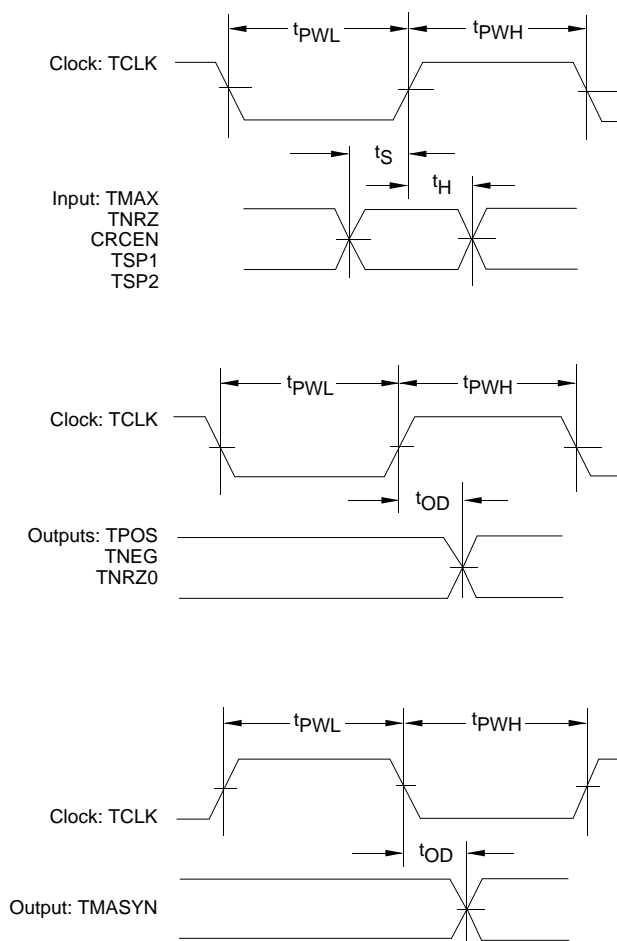 tPWL
tPWH
Clock: TCLK
tS
tH
Input: TMAX
TNRZ
CRCEN
TSP1
TSP2
tPWL
tPWH
Clock: TCLK
tOD
Outputs: TPOS
TNEG
TNRZ0
tPWL
tPWH
Clock: TCLK
tOD
Output: TMASYN